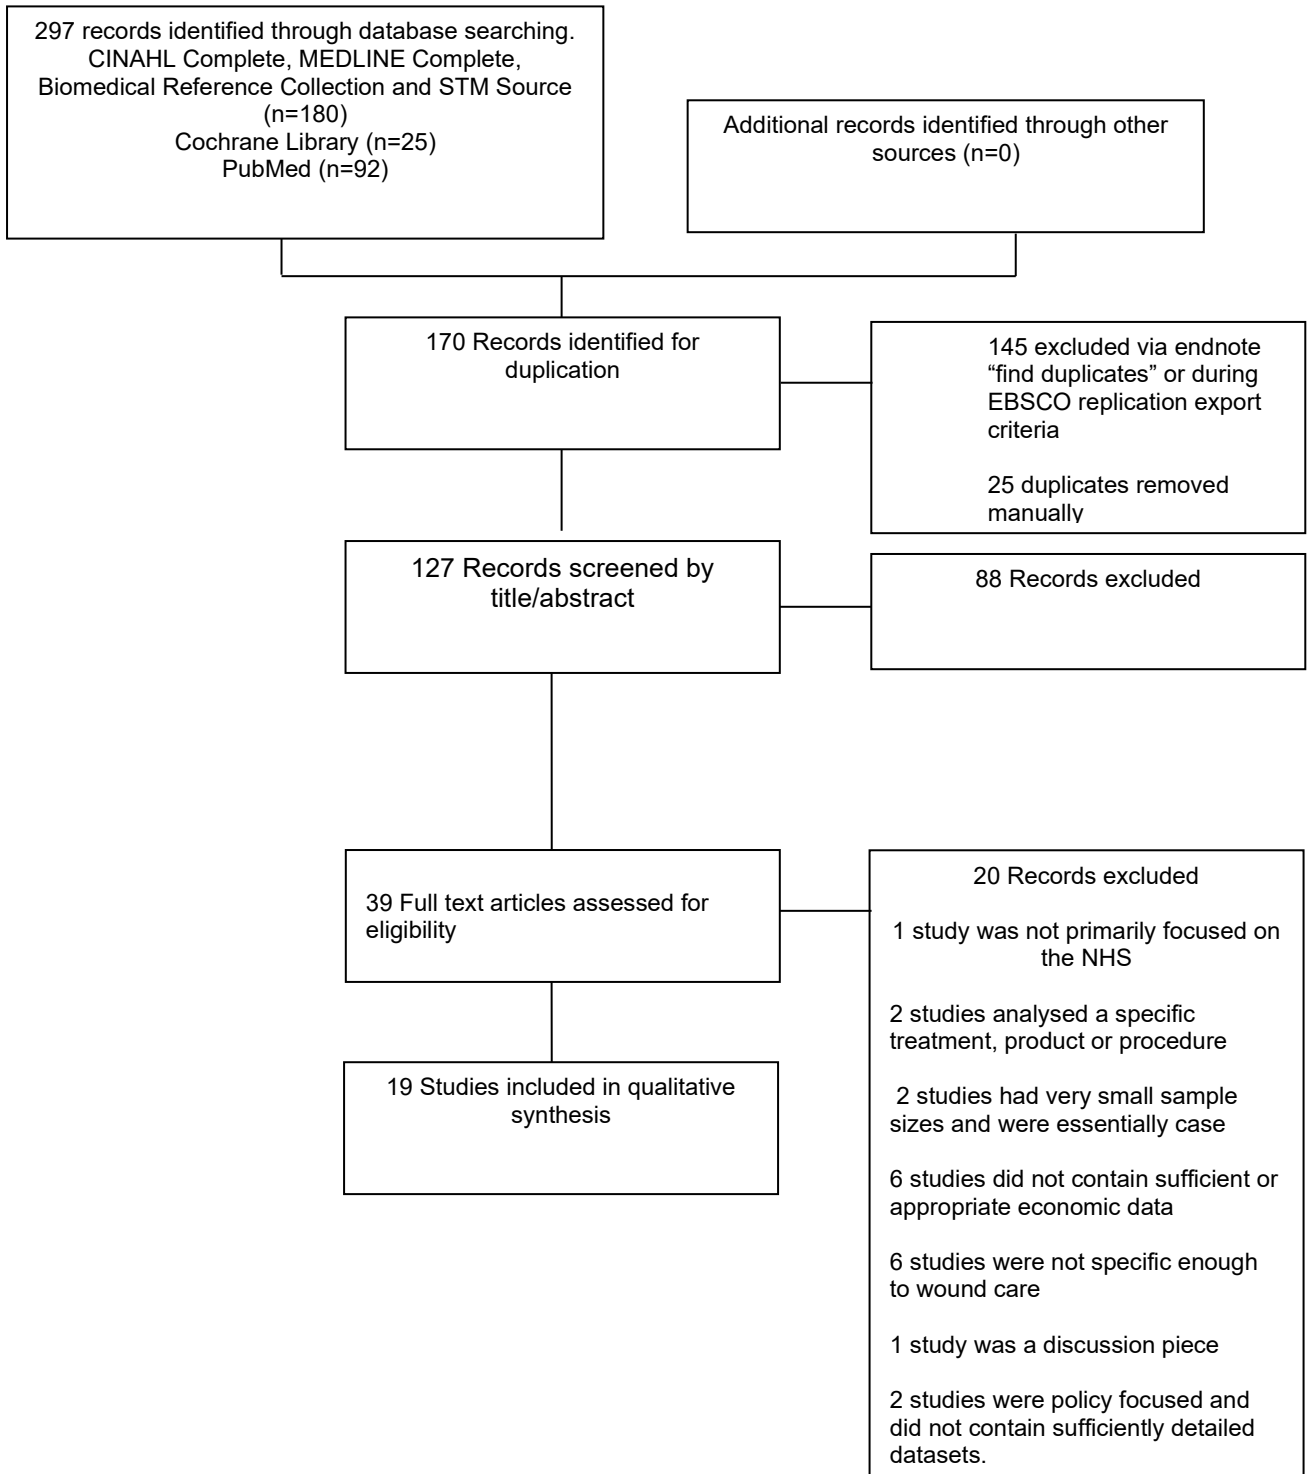 297 records identified through database searching.
CINAHL Complete, MEDLINE Complete,
Biomedical Reference Collection and STM Source
(n=180)
Cochrane Library (n=25)
PubMed (n=92)
Additional records identified through other
sources (n=0)
170 Records identified for
duplication
145 excluded via endnote
“find duplicates” or during
EBSCO replication export
criteria
25 duplicates removed
manually
127 Records screened by
title/abstract
88 Records excluded
39 Full text articles assessed for
eligibility
20 Records excluded
1 study was not primarily focused on
the NHS
2 studies analysed a specific
treatment, product or procedure
2 studies had very small sample
sizes and were essentially case
6 studies did not contain sufficient or
appropriate economic data
6 studies were not specific enough
to wound care
1 study was a discussion piece
2 studies were policy focused and
did not contain sufficiently detailed
datasets.
19 Studies included in qualitative
synthesis